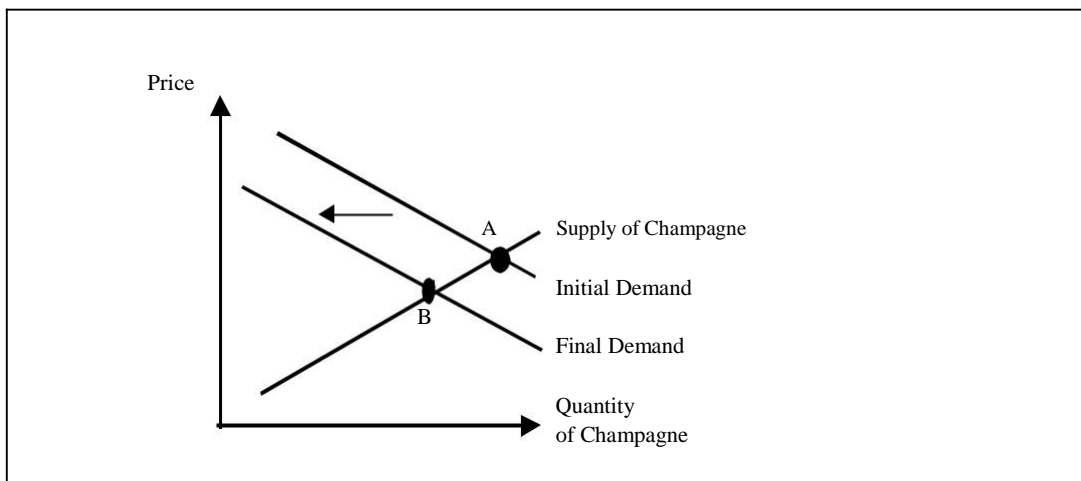 Price
A
Supply of Champagne
Initial Demand
B
Final Demand
Quantity
of Champagne